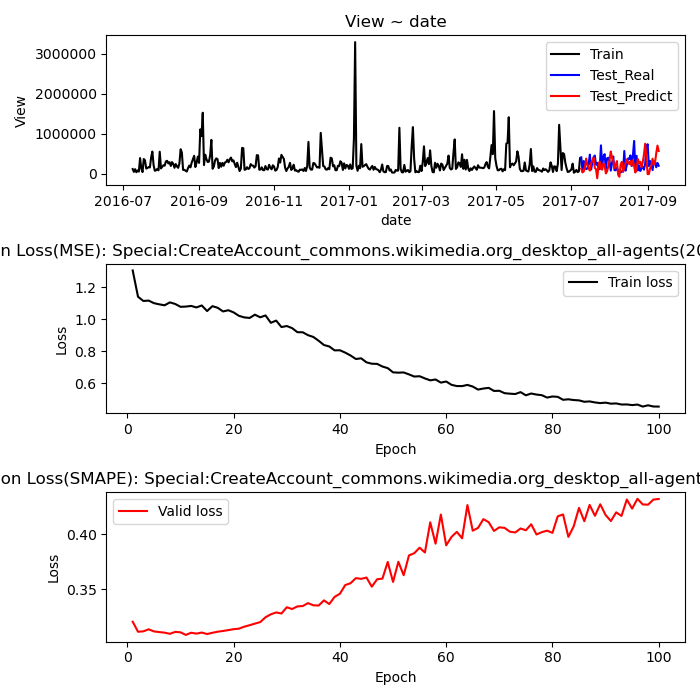 View ~ date
3000000
2000000
1000000
0
View
Train
Test_Real
Test_Predict
2016-07 2016-09 2016-11 2017-01 2017-03 2017-05 2017-07 2017-09
date
n Loss(MSE): Special:CreateAccount_commons.wikimedia.org_desktop_all-agents(20
1.2
1.0
0.8
0.6
Loss
Train loss
0 20 40 60 80 100
Epoch
on Loss(SMAPE): Special:CreateAccount_commons.wikimedia.org_desktop_all-agent
0.40
0.35
Loss
Valid loss
0 20 40 60 80 100
Epoch